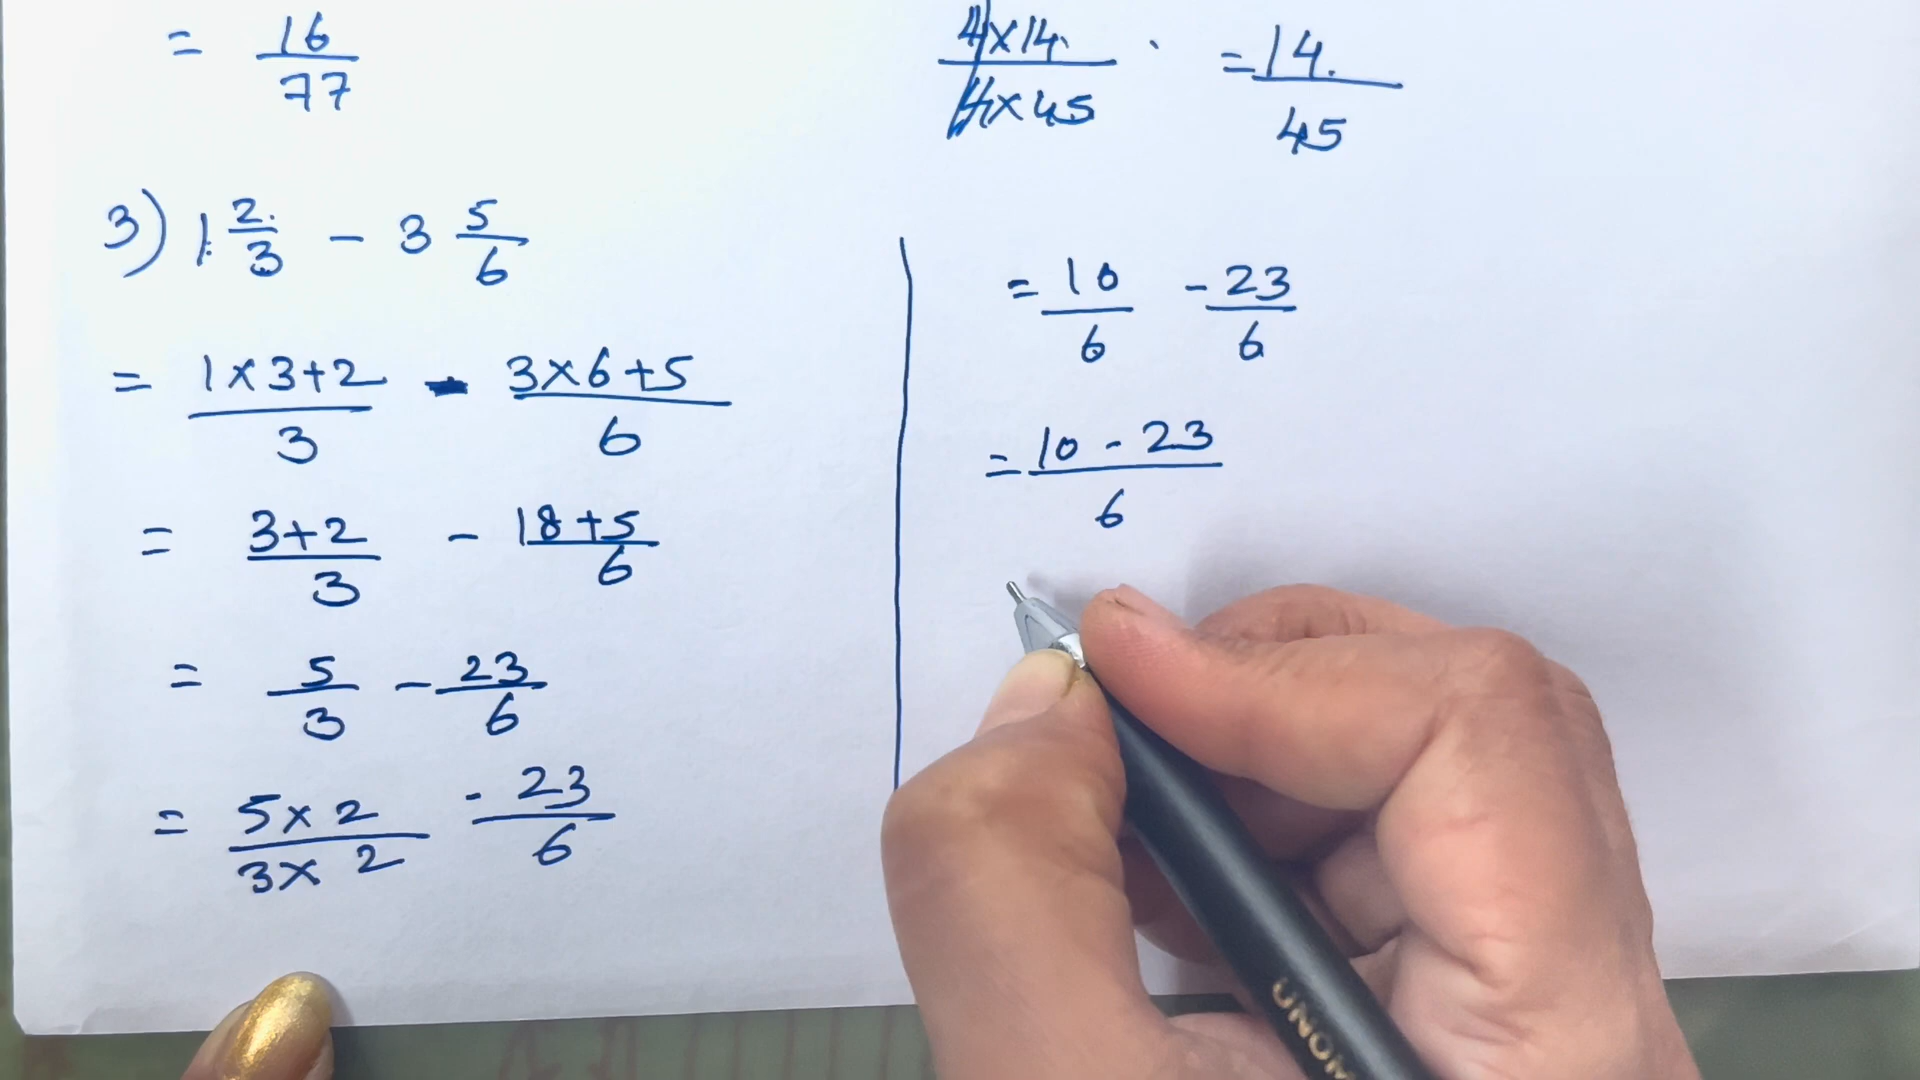 = 16/77
4×14/4×45 · = 14./45
3) 1 2/3 - 3 5/6
= 1×3+2/3 - 3×6+5/6
= 3+2/3 - 18+5/6
= 5/3 - 23/6
= 5×2/3×2 - 23/6
= 10/6 - 23/6
= 10-23/6
UNOM